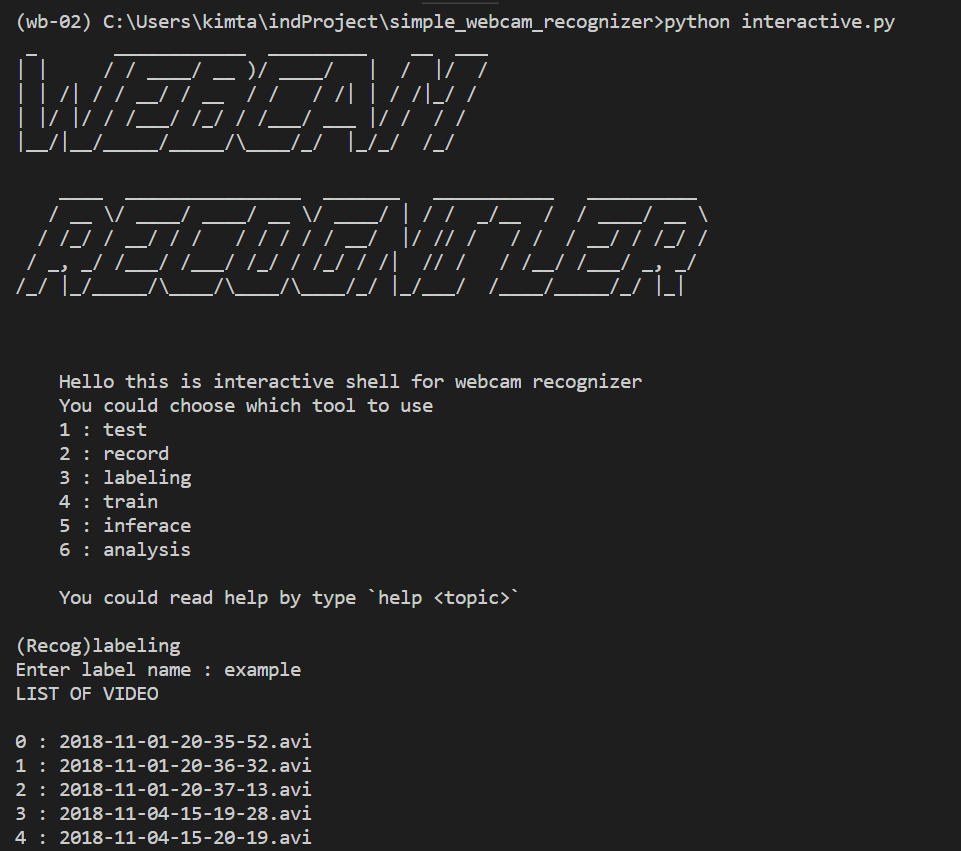 (wb-02) C:\Users\kimta\indProject\simple_webcam_recognizer>python interactive.py
WEBCAM
RECOGNIZER
Hello this is interactive shell for webcam recognizer
You could choose which tool to use
1 : test
2 : record
3 : labeling
4 : train
5 : inferace
6 : analysis
You could read help by type `help <topic>`
(Recog)labeling
Enter label name : example
LIST OF VIDEO
0 : 2018-11-01-20-35-52.avi
1 : 2018-11-01-20-36-32.avi
2 : 2018-11-01-20-37-13.avi
3 : 2018-11-04-15-19-28.avi
4 : 2018-11-04-15-20-19.avi